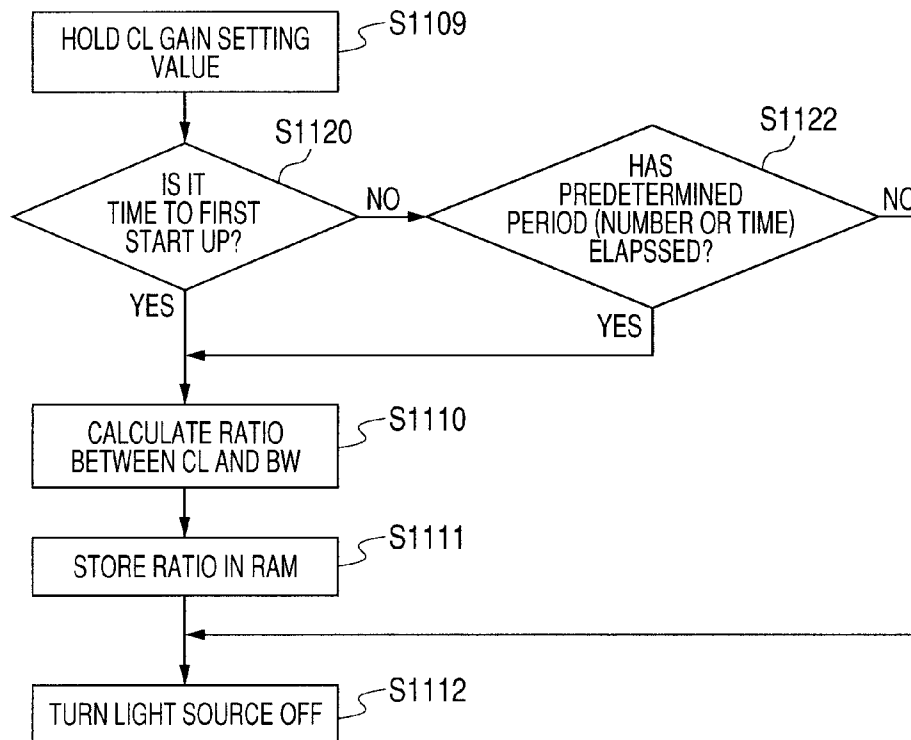 HOLD CL GAIN SETTING
VALUE
S1109
S1120
IS IT
TIME TO FIRST
START UP?
NO
YES
S1122
HAS
PREDETERMINED
PERIOD (NUMBER OR TIME)
ELAPSSED?
NO
YES
CALCULATE RATIO
BETWEEN CL AND BW
S1110
STORE RATIO IN RAM
S1111
TURN LIGHT SOURCE OFF
S1112